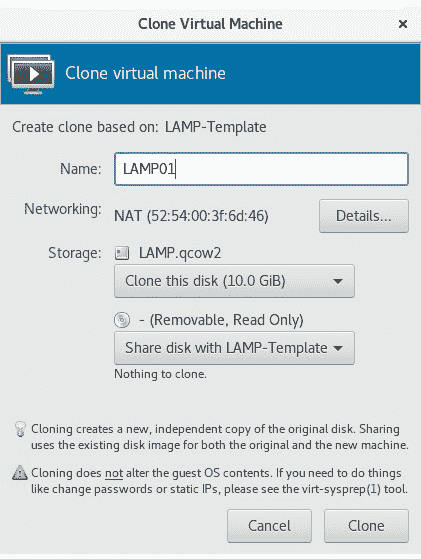 Clone Virtual Machine ×
Clone virtual machine
Create clone based on: LAMP-Template
Name: LAMP01
Networking: NAT (52:54:00:3f:6d:46) Details...
Storage: LAMP.qcow2
Clone this disk (10.0 GiB)
- (Removable, Read Only)
Share disk with LAMP-Template
Nothing to clone.
Cloning creates a new, independent copy of the original disk. Sharing
uses the existing disk image for both the original and the new machine.
Cloning does not alter the guest OS contents. If you need to do things
like change passwords or static IPs, please see the virt-sysprep(1) tool.
Cancel Clone